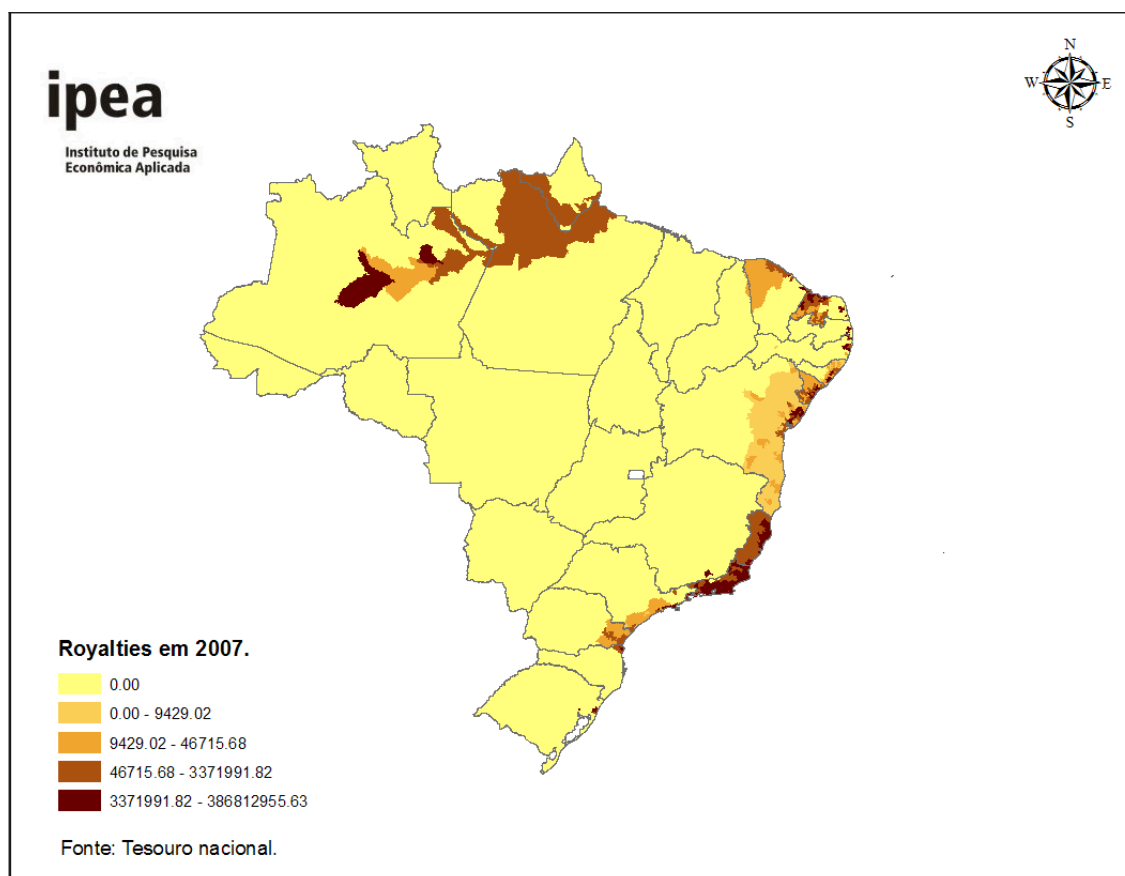 ipea
Instituto de Pesquisa
Econômica Aplicada
N
W
E
S
Royalties em 2007.
0.00
0.00 - 9429.02
9429.02 - 46715.68
46715.68 - 3371991.82
3371991.82 - 386812955.63
Fonte: Tesouro nacional.